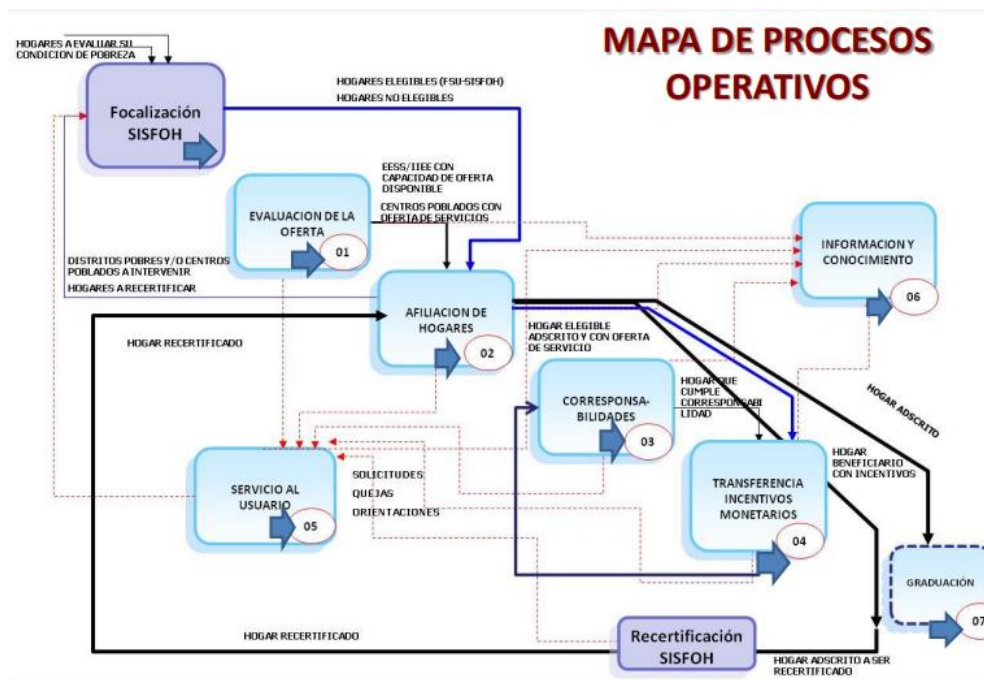 MAPA DE PROCESOS
OPERATIVOS
HOGARES A EVALUAR SU
CONDICION DE POBREZA
Focalización
SISFOH
HOGARES ELEGIBLES (FSU-SISFOH)
HOGARES NO ELEGIBLES
EESS/IIEE CON
CAPACIDAD DE OFERTA
DISPONIBLE
CENTROS POBLADOS CON
OFERTA DE SERVICIOS
EVALUACION DE LA
OFERTA
01
INFORMACION Y
CONOCIMIENTO
06
DISTRITOS POBRES Y/O CENTROS
POBLADOS A INTERVENIR
HOGARES A RECERTIFICAR
AFILIACION DE
HOGARES
02
HOGAR RECERTIFICADO
HOGAR ELEGIBLE
ADSCRITO Y CON OFERTA
DE SERVICIO
CORRESPONSA-
BILIDADES
03
HOGAR QUE
CUMPLE
CORRESPONSABI
LIDAD
HOGAR ADSCRITO
HOGAR
BENEFICIARIO
CON INCENTIVOS
SERVICIO AL
USUARIO
05
SOLICITUDES
QUEJAS
ORIENTACIONES
TRANSFERENCIA
INCENTIVOS
MONETARIOS
04
GRADUACIÓN
07
HOGAR RECERTIFICADO
Recertificación
SISFOH
HOGAR ADSCRITO A SER
RECERTIFICADO